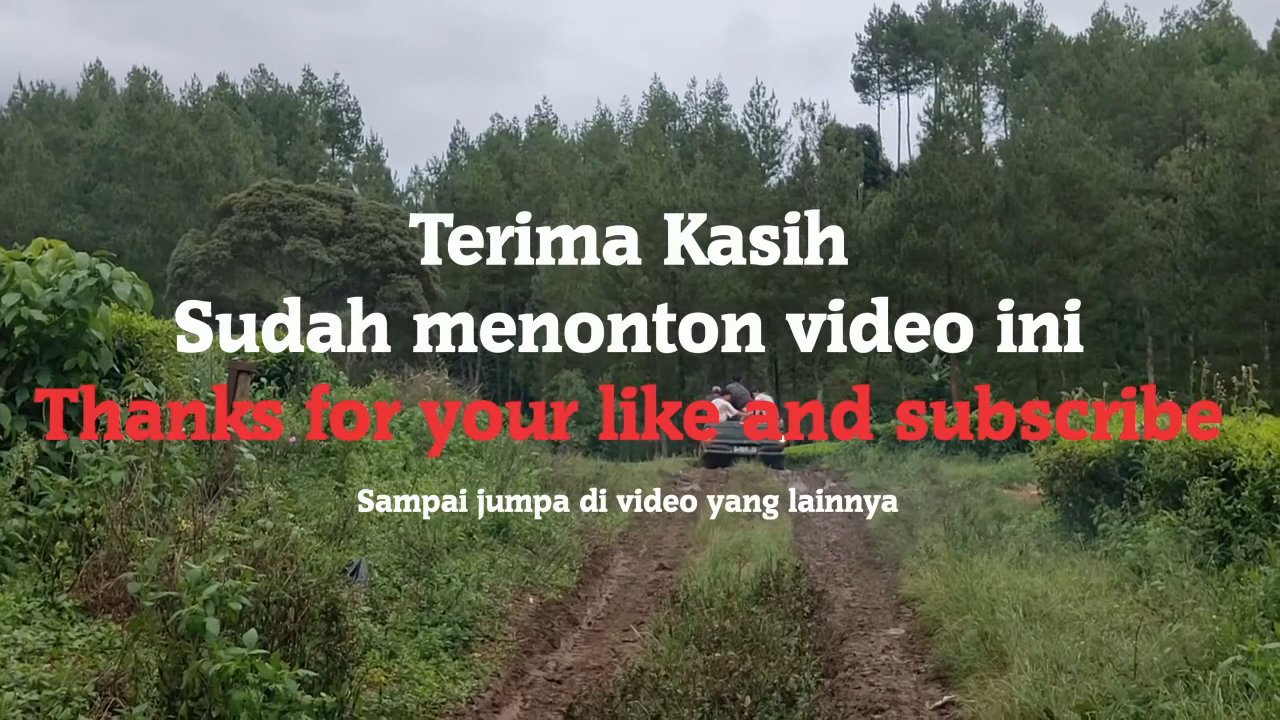 Terima Kasih
Sudah menonton video ini
Thanks for your like and subscribe
Sampai jumpa di video yang lainnya